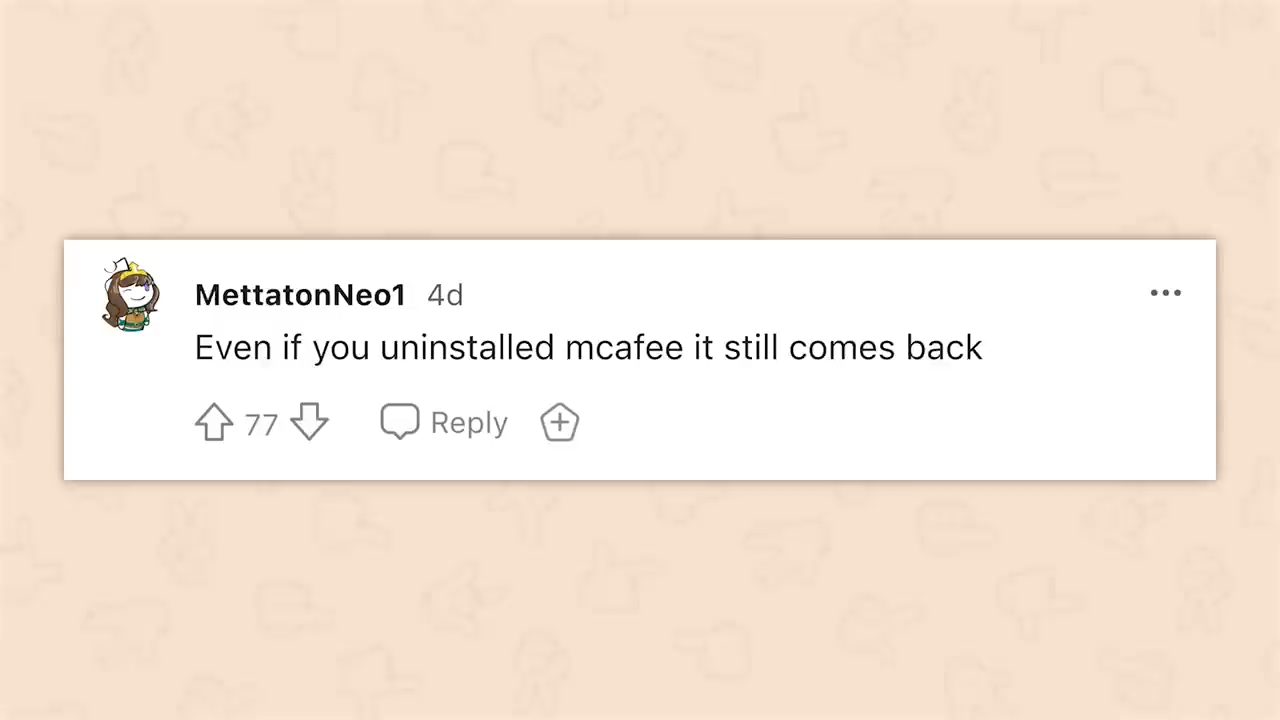 MettatonNeo1 4d
Even if you uninstalled mcafee it still comes back
77 Reply